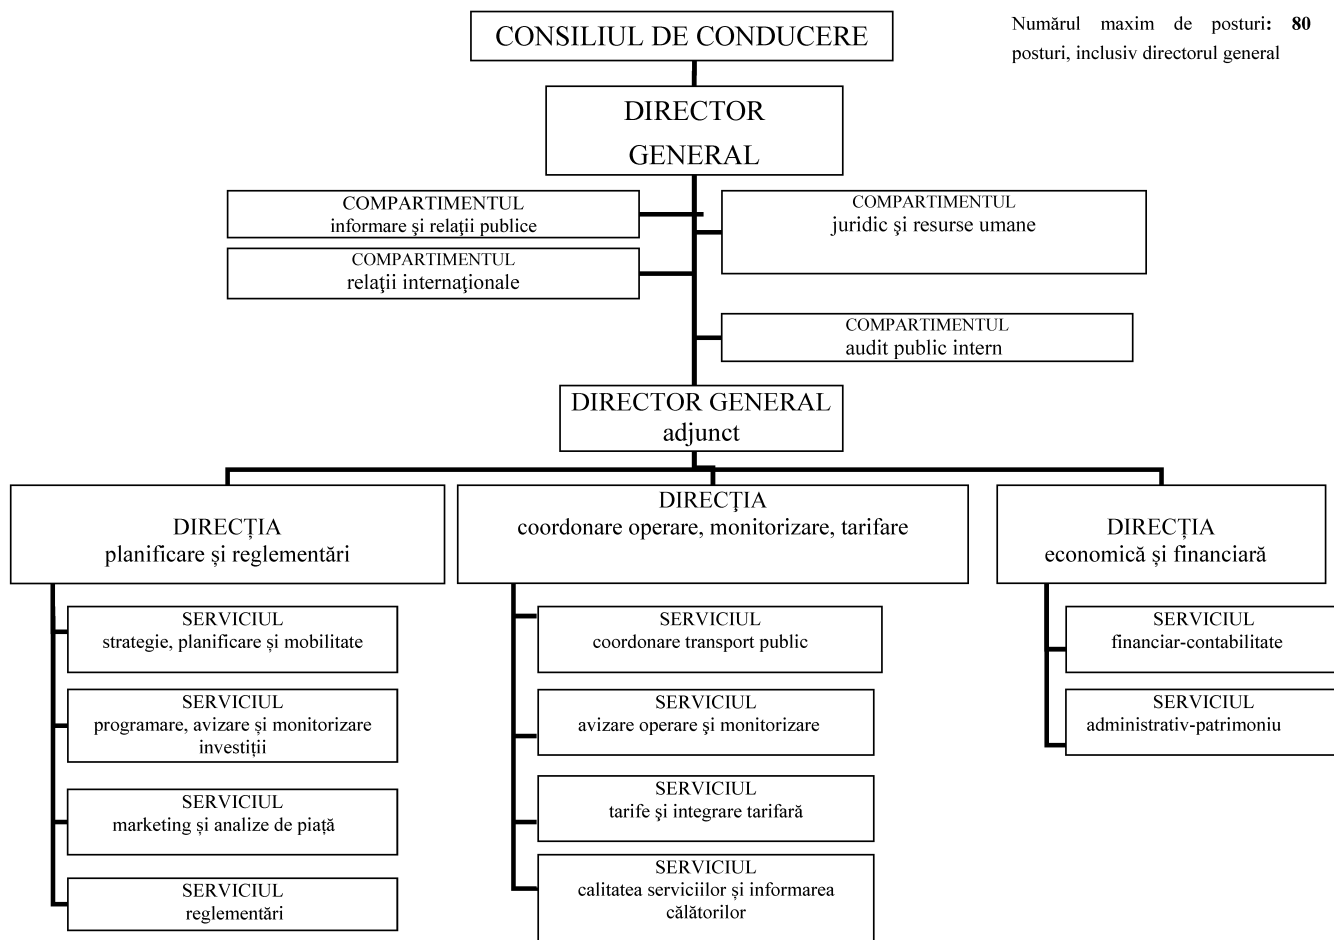 CONSILIUL DE CONDUCERE
Numărul maxim de posturi: 80
posturi, inclusiv directorul general
DIRECTOR
GENERAL
COMPARTIMENTUL
informare şi relaţii publice
COMPARTIMENTUL
juridic şi resurse umane
COMPARTIMENTUL
relaţii internaţionale
COMPARTIMENTUL
audit public intern
DIRECTOR GENERAL
adjunct
DIRECȚIA
planificare și reglementări
DIRECŢIA
coordonare operare, monitorizare, tarifare
DIRECȚIA
economică și financiară
SERVICIUL
strategie, planificare și mobilitate
SERVICIUL
programare, avizare și monitorizare
investiții
SERVICIUL
marketing și analize de piață
SERVICIUL
reglementări
SERVICIUL
coordonare transport public
SERVICIUL
avizare operare şi monitorizare
SERVICIUL
tarife şi integrare tarifară
SERVICIUL
calitatea serviciilor și informarea
călătorilor
SERVICIUL
financiar-contabilitate
SERVICIUL
administrativ-patrimoniu